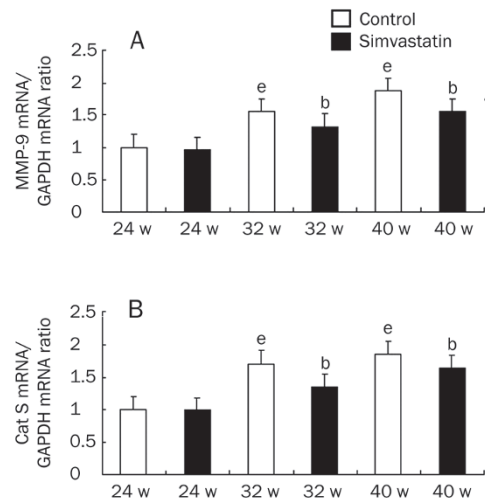 Control
Simvastatin
A
MMP-9 mRNA/
GAPDH mRNA ratio
2.5
2
1.5
1
0.5
0
e
b
e
b
24 w 24 w 32 w 32 w 40 w 40 w
B
Cat S mRNA/
GAPDH mRNA ratio
2.5
2
1.5
1
0.5
0
e
b
e
b
24 w 24 w 32 w 32 w 40 w 40 w